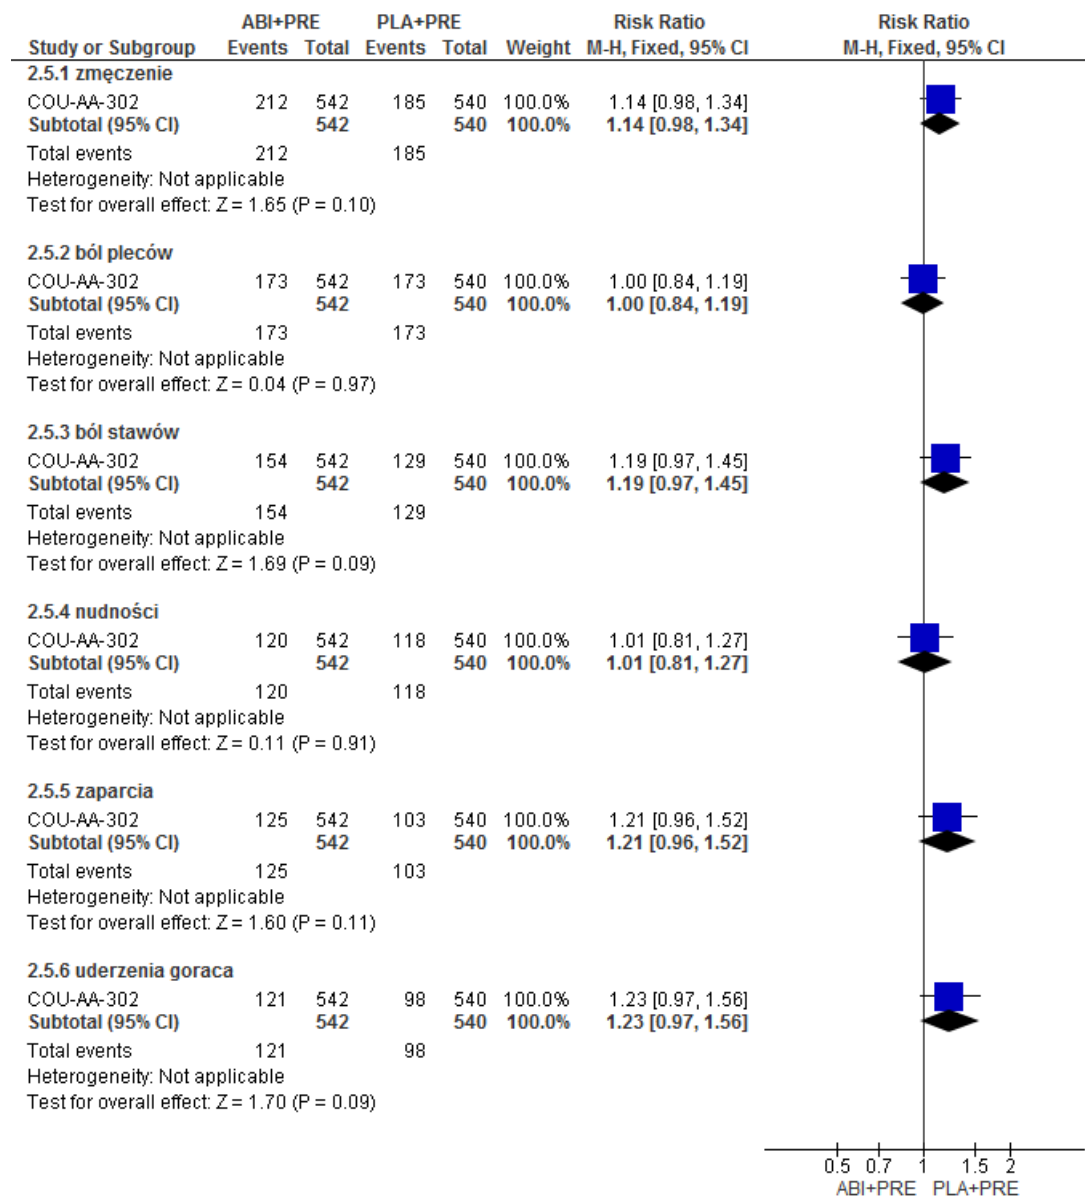 ABI+PRE PLA+PRE Risk Ratio Risk Ratio
Study or Subgroup Events Total Events Total Weight M-H, Fixed, 95% CI M-H, Fixed, 95% CI
2.5.1 zmęczenie
COU-AA-302 212 542 185 540 100.0% 1.14 [0.98, 1.34]
Subtotal (95% CI) 542 540 100.0% 1.14 [0.98, 1.34]
Total events 212 185
Heterogeneity: Not applicable
Test for overall effect: Z = 1.65 (P = 0.10)
2.5.2 ból pleców
COU-AA-302 173 542 173 540 100.0% 1.00 [0.84, 1.19]
Subtotal (95% CI) 542 540 100.0% 1.00 [0.84, 1.19]
Total events 173 173
Heterogeneity: Not applicable
Test for overall effect: Z = 0.04 (P = 0.97)
2.5.3 ból stawów
COU-AA-302 154 542 129 540 100.0% 1.19 [0.97, 1.45]
Subtotal (95% CI) 542 540 100.0% 1.19 [0.97, 1.45]
Total events 154 129
Heterogeneity: Not applicable
Test for overall effect: Z = 1.69 (P = 0.09)
2.5.4 nudności
COU-AA-302 120 542 118 540 100.0% 1.01 [0.81, 1.27]
Subtotal (95% CI) 542 540 100.0% 1.01 [0.81, 1.27]
Total events 120 118
Heterogeneity: Not applicable
Test for overall effect: Z = 0.11 (P = 0.91)
2.5.5 zaparcia
COU-AA-302 125 542 103 540 100.0% 1.21 [0.96, 1.52]
Subtotal (95% CI) 542 540 100.0% 1.21 [0.96, 1.52]
Total events 125 103
Heterogeneity: Not applicable
Test for overall effect: Z = 1.60 (P = 0.11)
2.5.6 uderzenia goraca
COU-AA-302 121 542 98 540 100.0% 1.23 [0.97, 1.56]
Subtotal (95% CI) 542 540 100.0% 1.23 [0.97, 1.56]
Total events 121 98
Heterogeneity: Not applicable
Test for overall effect: Z = 1.70 (P = 0.09)
0.5 0.7 1 1.5 2
ABI+PRE PLA+PRE